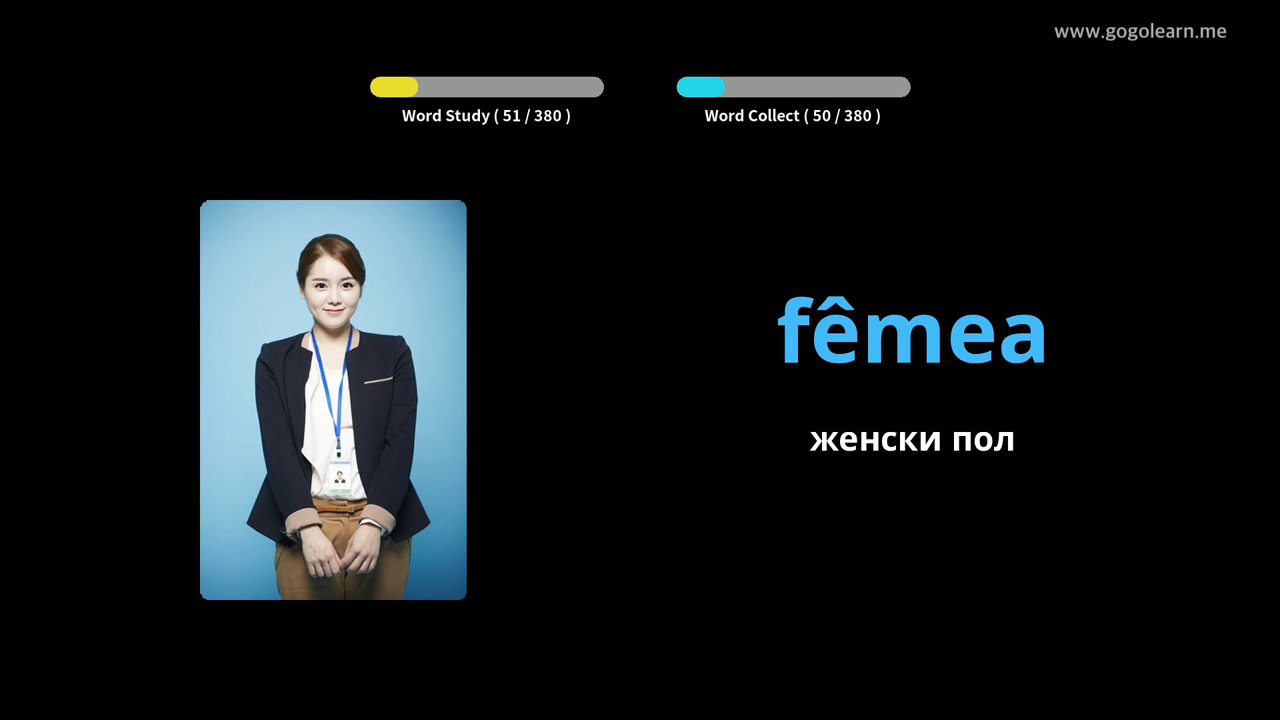 www.gogolearn.me
Word Study ( 51 / 380 )
Word Collect ( 50 / 380 )
fêmea
женски пол